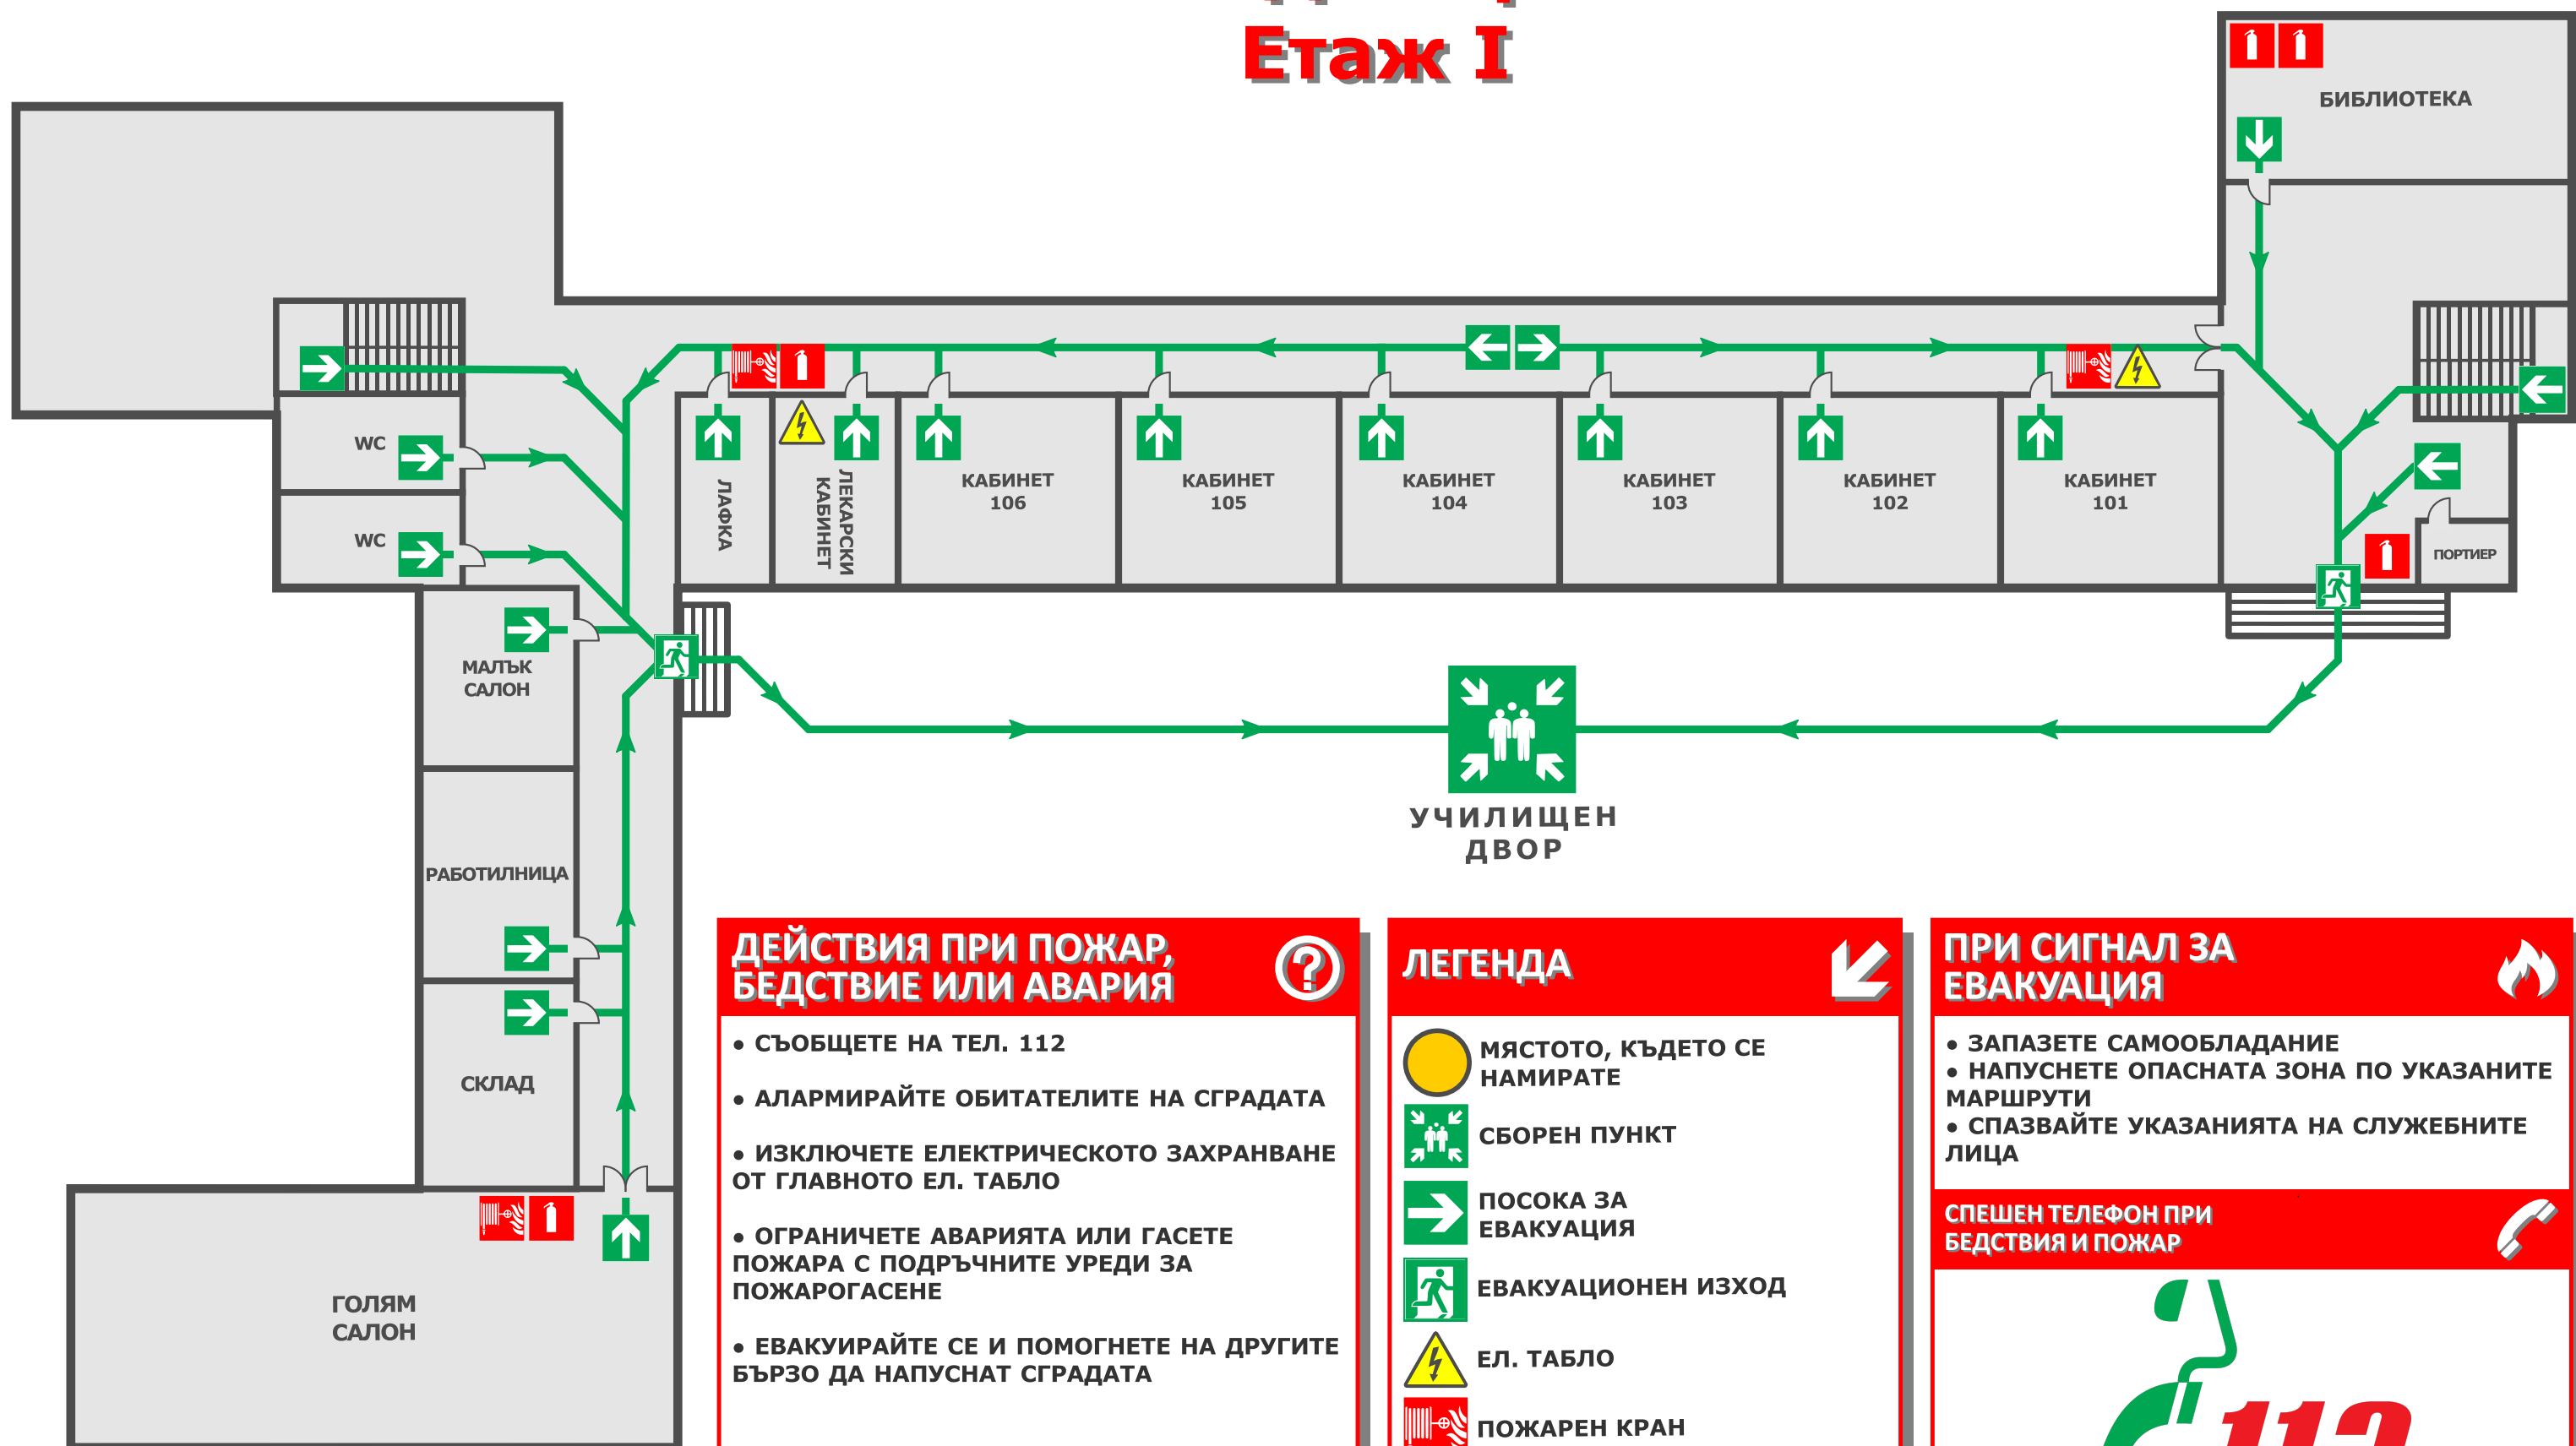 Етаж I
БИБЛИОТЕКА
WC
WC
ЛАФКА
ЛЕКАРСКИ
КАБИНЕТ
КАБИНЕТ
106
КАБИНЕТ
105
КАБИНЕТ
104
КАБИНЕТ
103
КАБИНЕТ
102
КАБИНЕТ
101
ПОРТИЕР
МАЛЪК
САЛОН
РАБОТИЛНИЦА
СКЛАД
ГОЛЯМ
САЛОН
УЧИЛИЩЕН
ДВОР
ДЕЙСТВИЯ ПРИ ПОЖАР,
БЕДСТВИЕ ИЛИ АВАРИЯ
● СЪОБЩЕТЕ НА ТЕЛ. 112
● АЛАРМИРАЙТЕ ОБИТАТЕЛИТЕ НА СГРАДАТА
● ИЗКЛЮЧЕТЕ ЕЛЕКТРИЧЕСКОТО ЗАХРАНВАНЕ
ОТ ГЛАВНОТО ЕЛ. ТАБЛО
● ОГРАНИЧЕТЕ АВАРИЯТА ИЛИ ГАСЕТЕ
ПОЖАРА С ПОДРЪЧНИТЕ УРЕДИ ЗА
ПОЖАРОГАСЕНЕ
● ЕВАКУИРАЙТЕ СЕ И ПОМОГНЕТЕ НА ДРУГИТЕ
БЪРЗО ДА НАПУСНАТ СГРАДАТА
ЛЕГЕНДА
МЯСТОТО, КЪДЕТО СЕ
НАМИРАТЕ
СБОРЕН ПУНКТ
ПОСОКА ЗА
ЕВАКУАЦИЯ
ЕВАКУАЦИОНЕН ИЗХОД
ЕЛ. ТАБЛО
ПОЖАРЕН КРАН
ПРИ СИГНАЛ ЗА
ЕВАКУАЦИЯ
● ЗАПАЗЕТЕ САМООБЛАДАНИЕ
● НАПУСНЕТЕ ОПАСНАТА ЗОНА ПО УКАЗАНИТЕ
МАРШРУТИ
● СПАЗВАЙТЕ УКАЗАНИЯТА НА СЛУЖЕБНИТЕ
ЛИЦА
СПЕШЕН ТЕЛЕФОН ПРИ
БЕДСТВИЯ И ПОЖАР
112